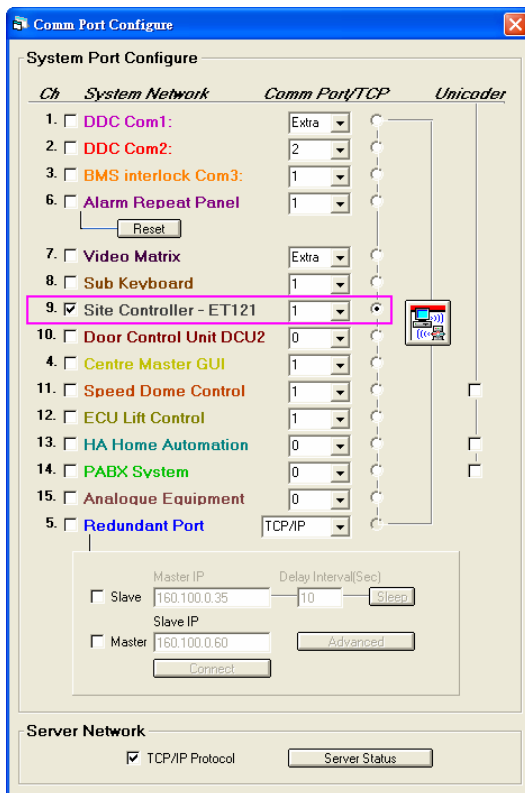 Comm Port Configure
System Port Configure
Ch System Network Comm Port/TCP Unicoder
1. DDC Com1: Extra
2. DDC Com2: 2
3. BMS interlock Com3: 1
6. Alarm Repeat Panel 1
Reset
7. Video Matrix Extra
8. Sub Keyboard 1
9. Site Controller - ET121 1
10. Door Control Unit DCU2 0
4. Centre Master GUI 1
11. Speed Dome Control 1
12. ECU Lift Control 1
13. HA Home Automation 0
14. PABX System 0
15. Analogue Equipment 0
5. Redundant Port TCP/IP
Master IP Delay Interval(Sec)
Slave 160.100.0.35 10 Sleep
Slave IP
Master 160.100.0.60 Advanced
Connect
Server Network
TCP/IP Protocol Server Status